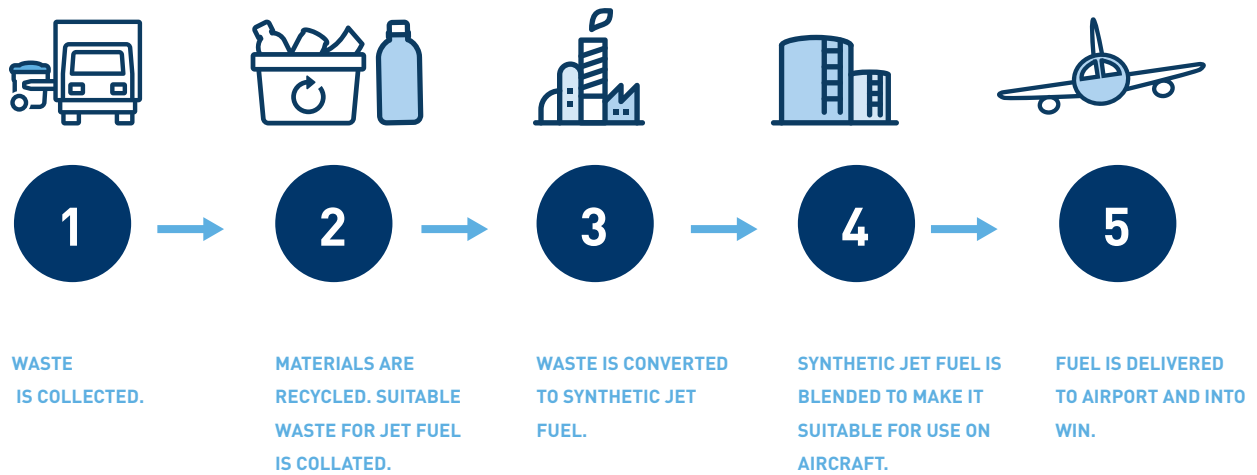 1
2
3
4
5
WASTE
IS COLLECTED.
MATERIALS ARE
RECYCLED. SUITABLE
WASTE FOR JET FUEL
IS COLLATED.
WASTE IS CONVERTED
TO SYNTHETIC JET
FUEL.
SYNTHETIC JET FUEL IS
BLENDED TO MAKE IT
SUITABLE FOR USE ON
AIRCRAFT.
FUEL IS DELIVERED
TO AIRPORT AND INTO
WIN.